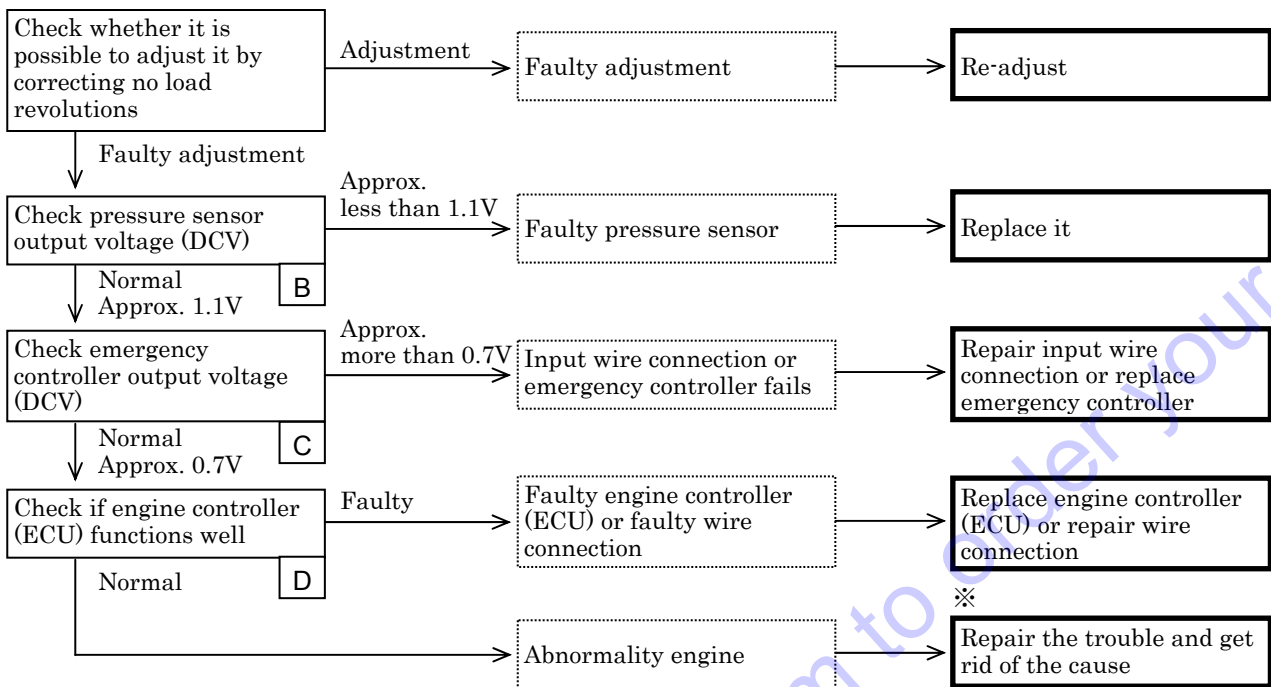 Check whether it is
possible to adjust it by
correcting no load
revolutions
Adjustment
Faulty adjustment
Re-adjust
Faulty adjustment
Check pressure sensor
output voltage (DCV)
B
Approx.
less than 1.1V
Faulty pressure sensor
Replace it
Normal
Approx. 1.1V
Check emergency
controller output voltage
(DCV)
C
Approx.
more than 0.7V
Input wire connection or
emergency controller fails
Repair input wire
connection or replace
emergency controller
Normal
Approx. 0.7V
Check if engine controller
(ECU) functions well
D
Faulty
Faulty engine controller
(ECU) or faulty wire
connection
Replace engine controller
(ECU) or repair wire
connection
Normal
※
Abnormality engine
Repair the trouble and get
rid of the cause
m to order your